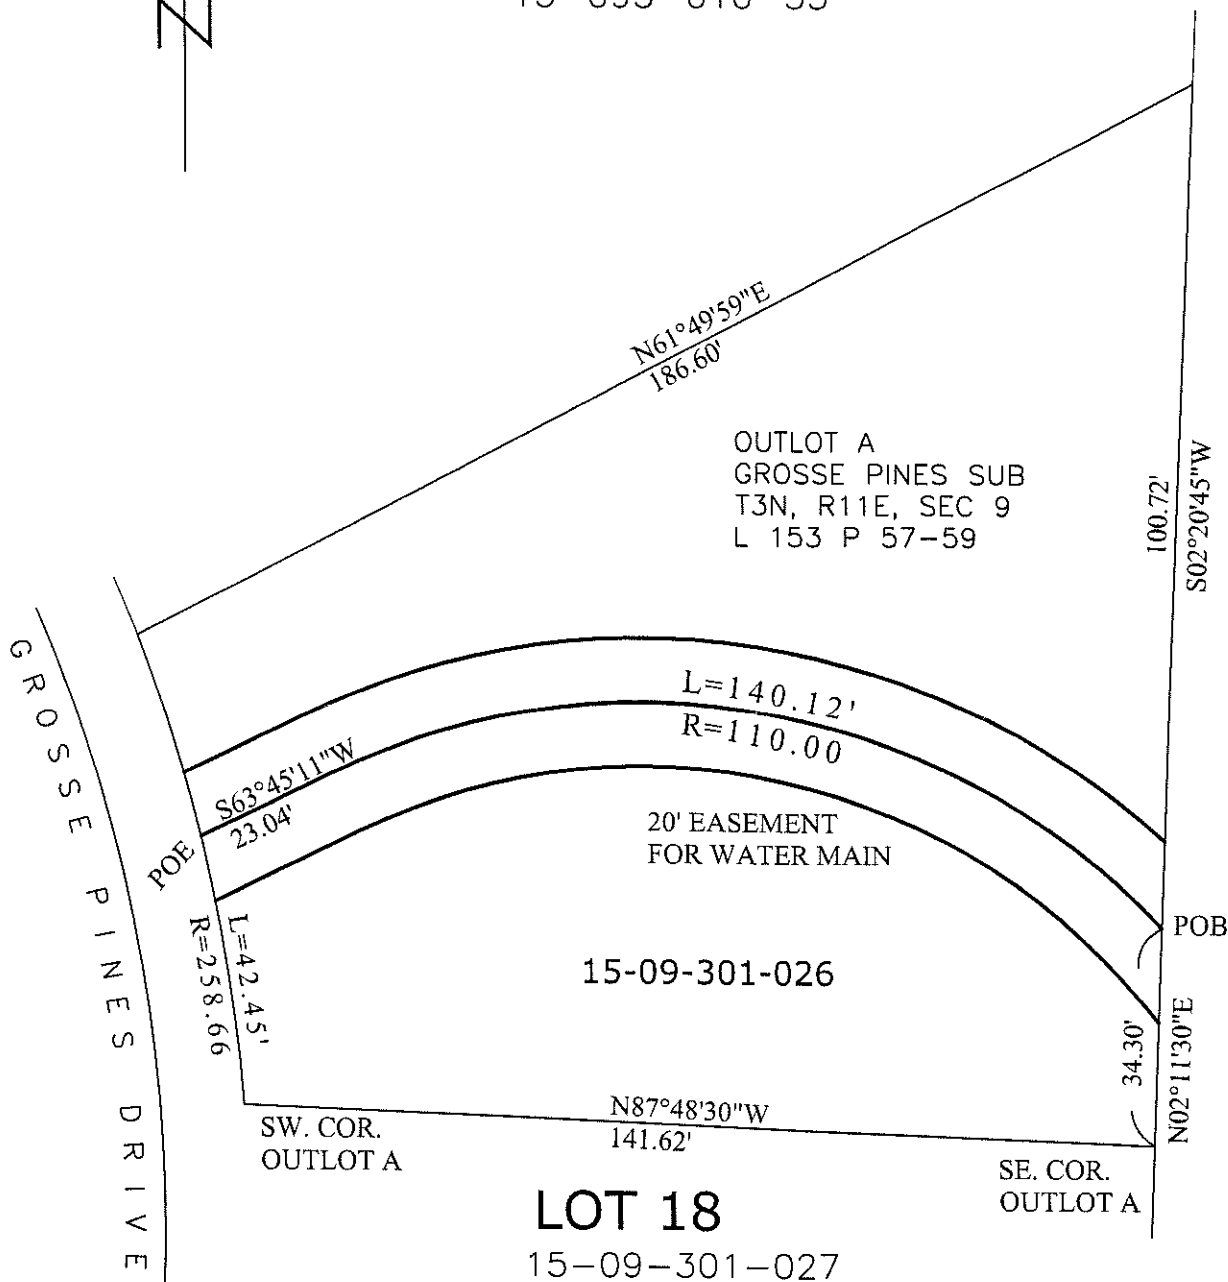 N61°49'59"E
186.60'
OUTLOT A
GROSSE PINES SUB
T3N, R11E, SEC 9
L 153 P 57-59
100.72'
S02°20'45"W
GROSSE PINES DRIVE
L=140.12'
R=110.00
S63°45'11"W
23.04'
POE
20' EASEMENT
FOR WATER MAIN
POB
L=42.45'
R=258.66
15-09-301-026
34.30'
N02°11'30"E
N87°48'30"W
141.62'
SW. COR.
OUTLOT A
SE. COR.
OUTLOT A
LOT 18
15-09-301-027